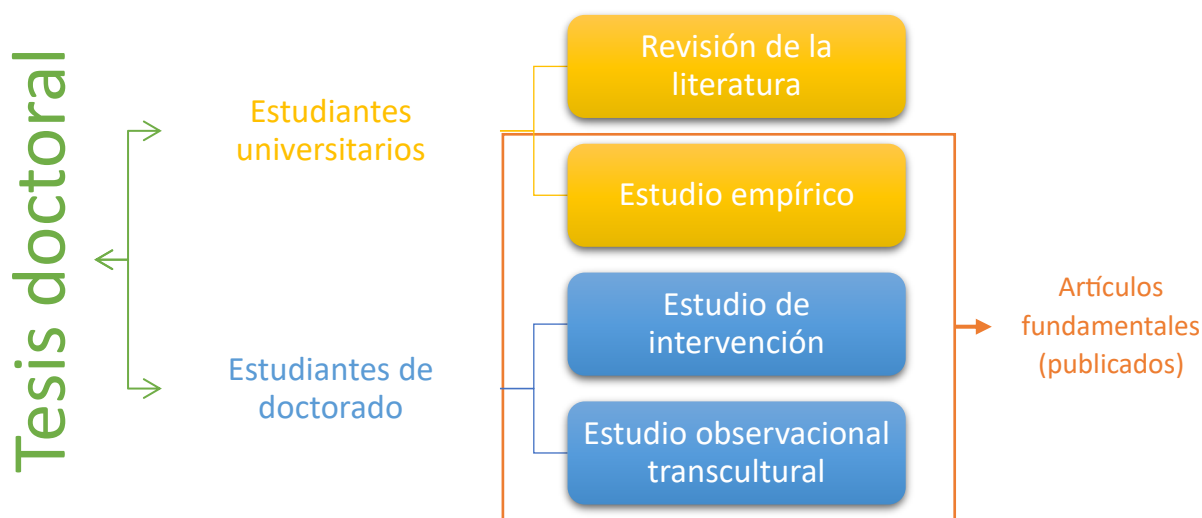 Tesis doctoral
Estudiantes
universitarios
Revisión de la
literatura
Estudio empírico
Estudiantes de
doctorado
Estudio de
intervención
Estudio observacional
transcultural
Artículos
fundamentales
(publicados)